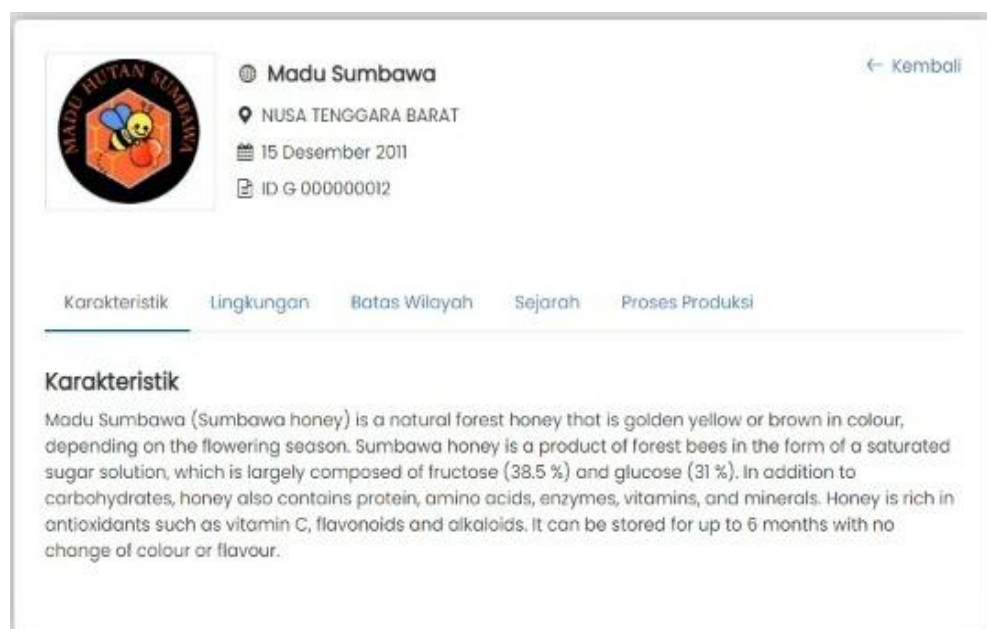 MADU HUTAN SUMBAWA
Madu Sumbawa
← Kembali
NUSA TENGGARA BARAT
15 Desember 2011
ID G 000000012
Karakteristik Lingkungan Batas Wilayah Sejarah Proses Produksi
Karakteristik
Madu Sumbawa (Sumbawa honey) is a natural forest honey that is golden yellow or brown in colour,
depending on the flowering season. Sumbawa honey is a product of forest bees in the form of a saturated
sugar solution, which is largely composed of fructose (38.5 %) and glucose (31 %). In addition to
carbohydrates, honey also contains protein, amino acids, enzymes, vitamins, and minerals. Honey is rich in
antioxidants such as vitamin C, flavonoids and alkaloids. It can be stored for up to 6 months with no
change of colour or flavour.